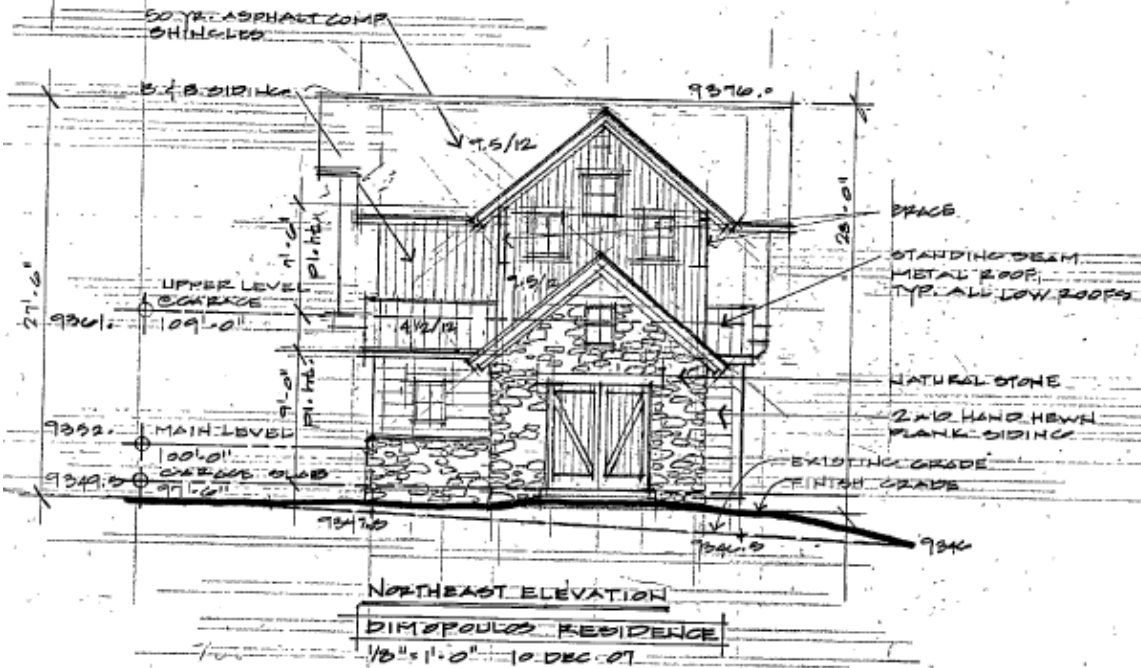 50 YR. ASPHALT COMP
SHINGLES
B & B SIDING
9376.0
9.5/12
BRACE
STANDING SEAM
METAL ROOF,
TYP. ALL LOW ROOFS
28'-0"
27'-6"
7'-6"
PL. HT.
UPPER LEVEL
@ GARAGE
9361.
109'-0"
9.5/12
4 1/2/12
9'-0"
PL. HT.
NATURAL STONE
2x10 HAND HEWN
PLANK SIDING
9352.
MAIN LEVEL
100'-0"
GARAGE SLAB
9349.5
97'-6"
EXISTING GRADE
FINISH GRADE
9347.5
9346.5
9346
NORTHEAST ELEVATION
DIMOPOULOS RESIDENCE
1/8" = 1'-0" 10 DEC. 07